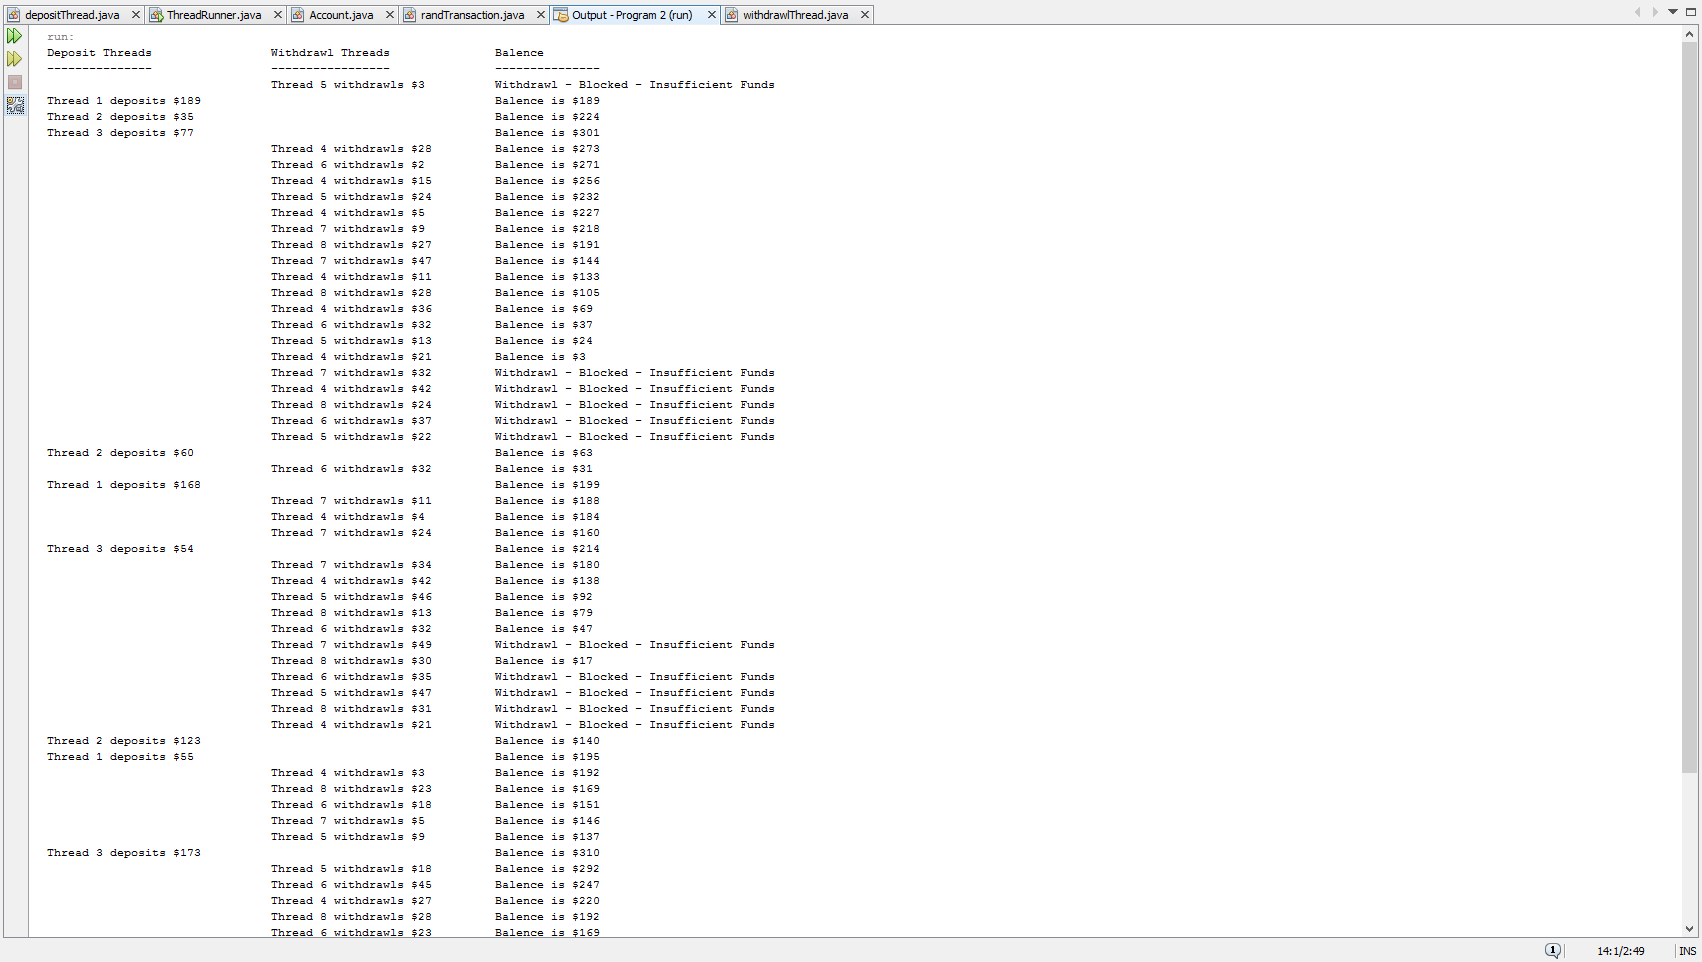 depositThread.java ThreadRunner.java Account.java randTransaction.java Output - Program 2 (run) withdrawlThread.java
run:
Deposit Threads Withdrawl Threads Balence
--------------- ----------------- ---------------
Thread 5 withdrawls $3 Withdrawl - Blocked - Insufficient Funds
Thread 1 deposits $189 Balence is $189
Thread 2 deposits $35 Balence is $224
Thread 3 deposits $77 Balence is $301
Thread 4 withdrawls $28 Balence is $273
Thread 6 withdrawls $2 Balence is $271
Thread 4 withdrawls $15 Balence is $256
Thread 5 withdrawls $24 Balence is $232
Thread 4 withdrawls $5 Balence is $227
Thread 7 withdrawls $9 Balence is $218
Thread 8 withdrawls $27 Balence is $191
Thread 7 withdrawls $47 Balence is $144
Thread 4 withdrawls $11 Balence is $133
Thread 8 withdrawls $28 Balence is $105
Thread 4 withdrawls $36 Balence is $69
Thread 6 withdrawls $32 Balence is $37
Thread 5 withdrawls $13 Balence is $24
Thread 4 withdrawls $21 Balence is $3
Thread 7 withdrawls $32 Withdrawl - Blocked - Insufficient Funds
Thread 4 withdrawls $42 Withdrawl - Blocked - Insufficient Funds
Thread 8 withdrawls $24 Withdrawl - Blocked - Insufficient Funds
Thread 6 withdrawls $37 Withdrawl - Blocked - Insufficient Funds
Thread 5 withdrawls $22 Withdrawl - Blocked - Insufficient Funds
Thread 2 deposits $60 Balence is $63
Thread 6 withdrawls $32 Balence is $31
Thread 1 deposits $168 Balence is $199
Thread 7 withdrawls $11 Balence is $188
Thread 4 withdrawls $4 Balence is $184
Thread 7 withdrawls $24 Balence is $160
Thread 3 deposits $54 Balence is $214
Thread 7 withdrawls $34 Balence is $180
Thread 4 withdrawls $42 Balence is $138
Thread 5 withdrawls $46 Balence is $92
Thread 8 withdrawls $13 Balence is $79
Thread 6 withdrawls $32 Balence is $47
Thread 7 withdrawls $49 Withdrawl - Blocked - Insufficient Funds
Thread 8 withdrawls $30 Balence is $17
Thread 6 withdrawls $35 Withdrawl - Blocked - Insufficient Funds
Thread 5 withdrawls $47 Withdrawl - Blocked - Insufficient Funds
Thread 8 withdrawls $31 Withdrawl - Blocked - Insufficient Funds
Thread 4 withdrawls $21 Withdrawl - Blocked - Insufficient Funds
Thread 2 deposits $123 Balence is $140
Thread 1 deposits $55 Balence is $195
Thread 4 withdrawls $3 Balence is $192
Thread 8 withdrawls $23 Balence is $169
Thread 6 withdrawls $18 Balence is $151
Thread 7 withdrawls $5 Balence is $146
Thread 5 withdrawls $9 Balence is $137
Thread 3 deposits $173 Balence is $310
Thread 5 withdrawls $18 Balence is $292
Thread 6 withdrawls $45 Balence is $247
Thread 4 withdrawls $27 Balence is $220
Thread 8 withdrawls $28 Balence is $192
Thread 6 withdrawls $23 Balence is $169
1 14:1/2:49 INS